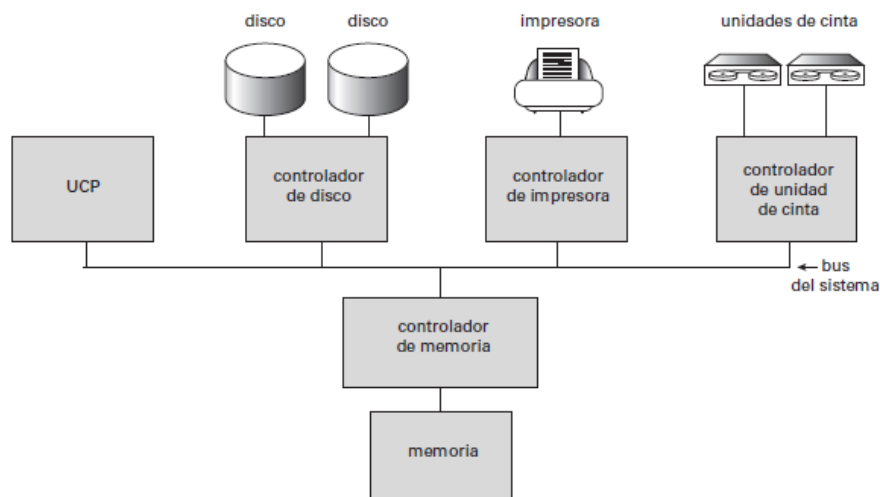 disco
disco
impresora
unidades de cinta
UCP
controlador
de disco
controlador
de impresora
controlador
de unidad
de cinta
bus
del sistema
controlador
de memoria
memoria